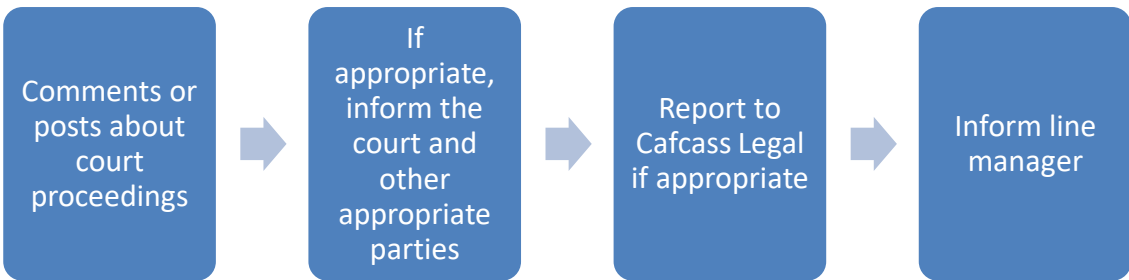 Comments or
posts about
court
proceedings
If
appropriate,
inform the
court and
other
appropriate
parties
Report to
Cafcass Legal
if appropriate
Inform line
manager